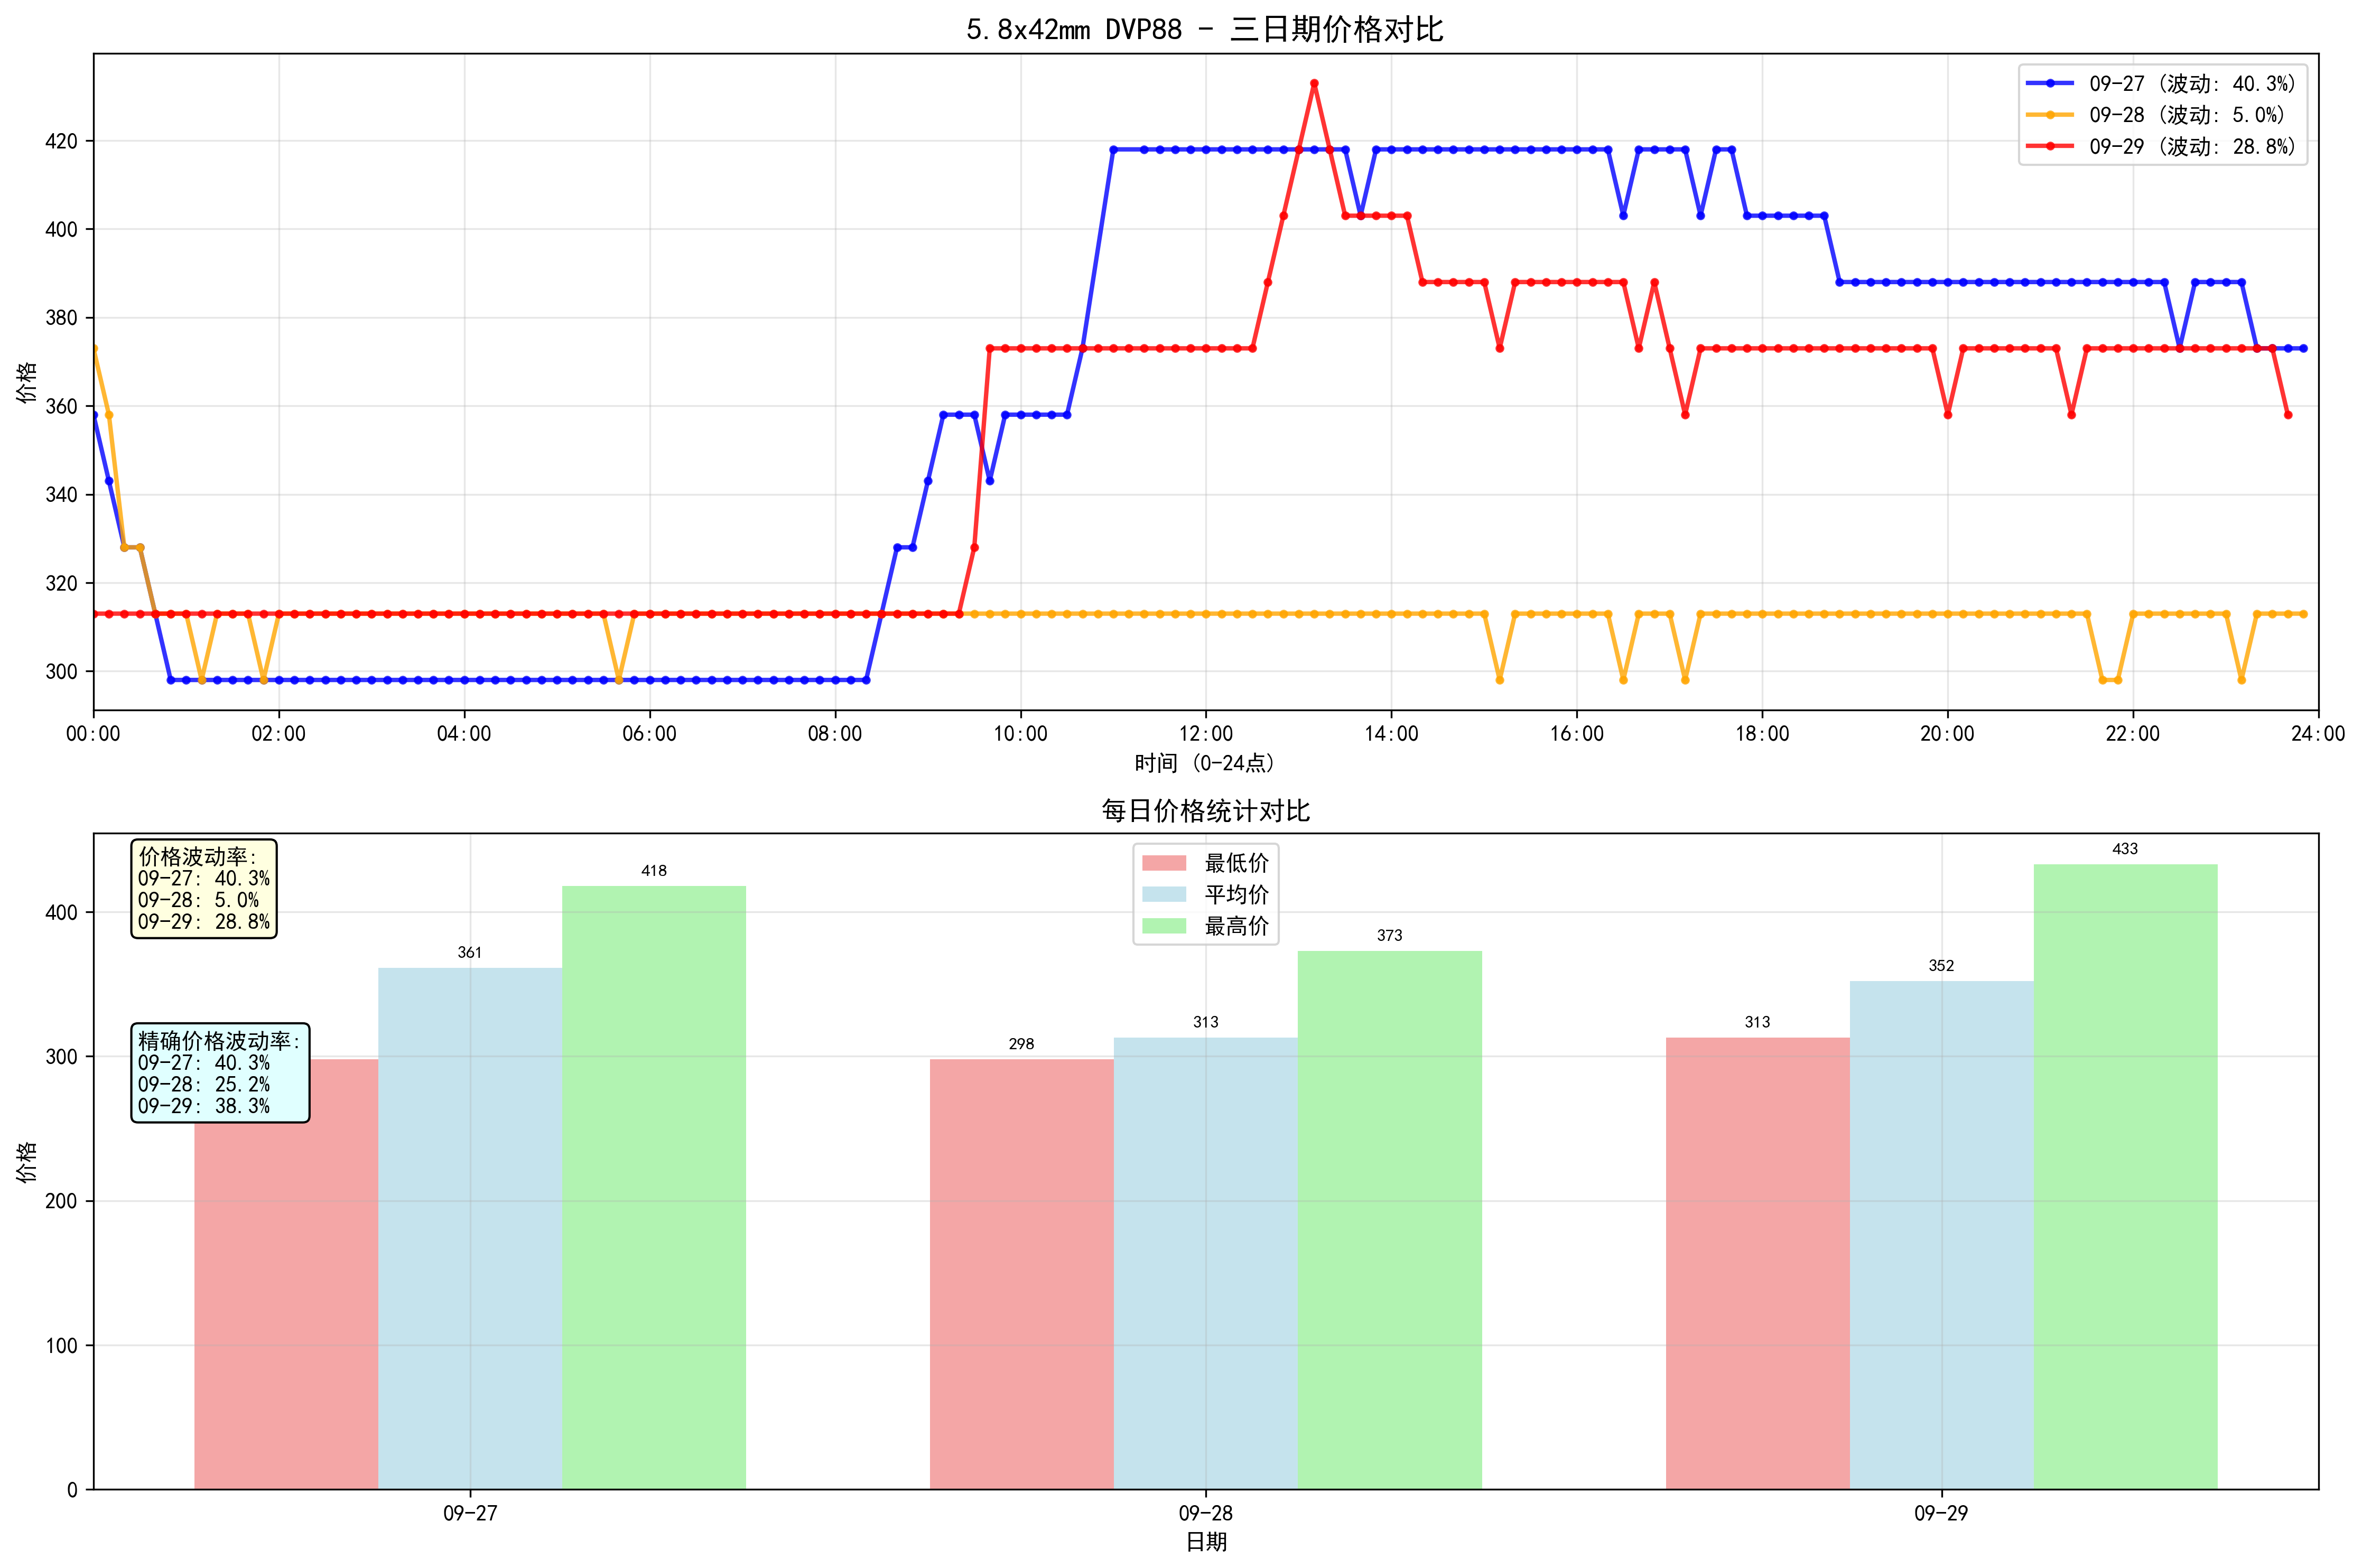 5.8x42mm DVP88 - 三日期价格对比
09-27 (波动: 40.3%)
09-28 (波动: 5.0%)
09-29 (波动: 28.8%)
420
400
380
360
340
320
300
价格
00:00 02:00 04:00 06:00 08:00 10:00 12:00 14:00 16:00 18:00 20:00 22:00 24:00
时间 (0-24点)
每日价格统计对比
价格波动率:
09-27: 40.3%
09-28: 5.0%
09-29: 28.8%
精确价格波动率:
09-27: 40.3%
09-28: 25.2%
09-29: 38.3%
最低价
平均价
最高价
361
418
298
313
373
313
352
433
400
300
200
100
0
价格
09-27 09-28 09-29
日期